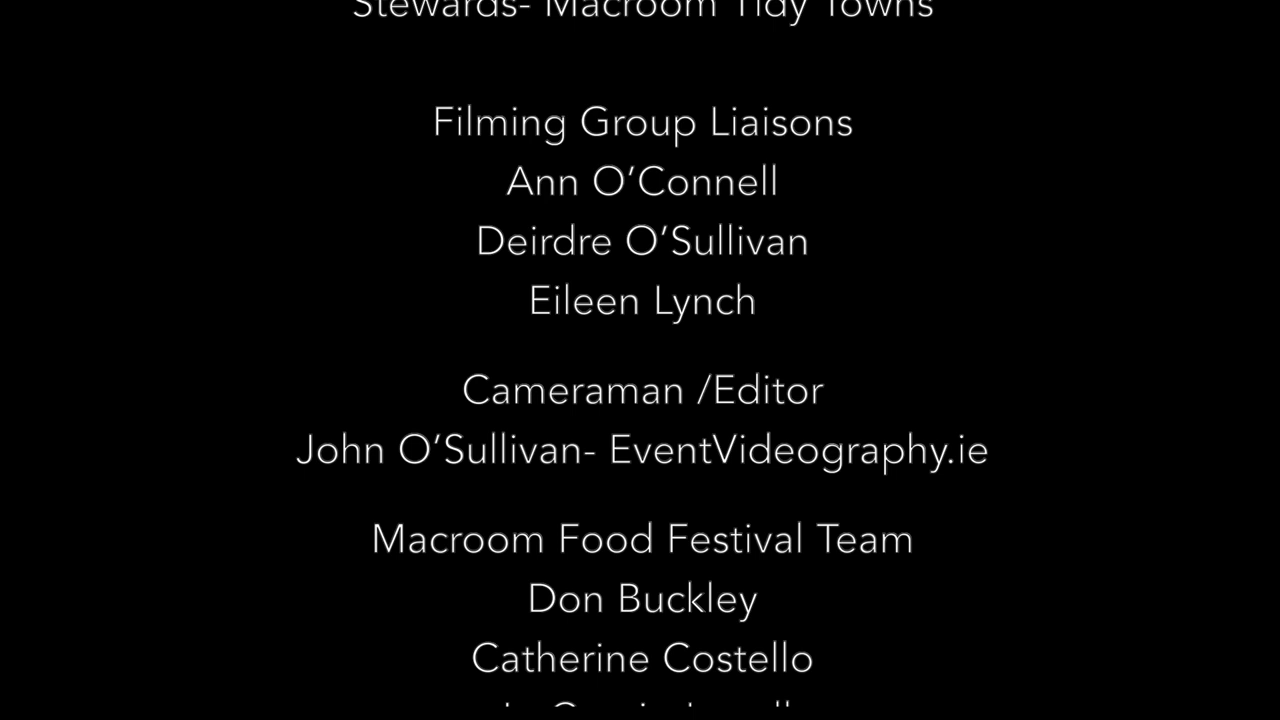 Stewards- Macroom Tidy Towns
Filming Group Liaisons
Ann O’Connell
Deirdre O’Sullivan
Eileen Lynch
Cameraman /Editor
John O’Sullivan- EventVideography.ie
Macroom Food Festival Team
Don Buckley
Catherine Costello